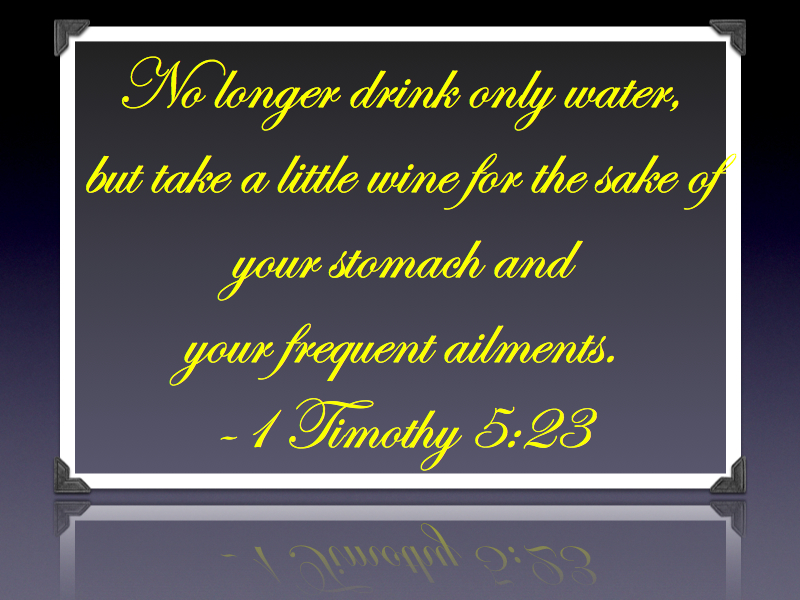 No longer drink only water,
but take a little wine for the sake of
your stomach and
your frequent ailments.
- 1 Timothy 5:23